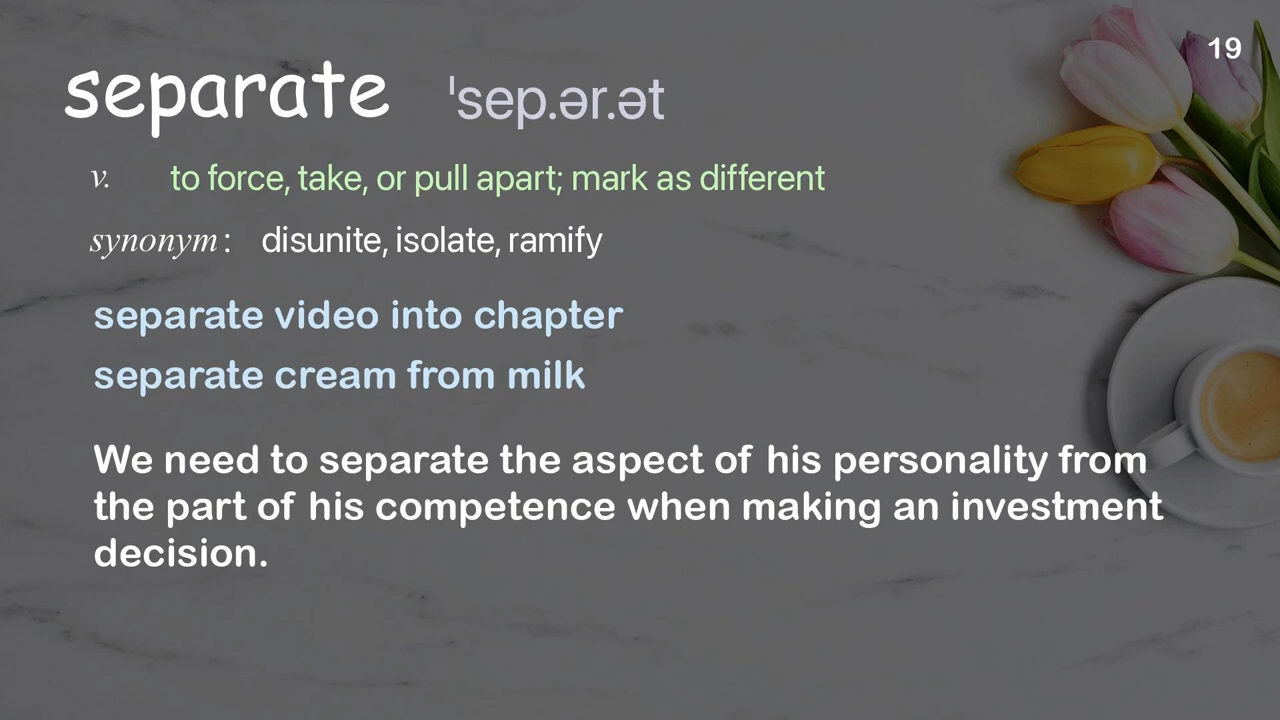 19
separate ˈsep.ər.ət
v. to force, take, or pull apart; mark as different
synonym: disunite, isolate, ramify
separate video into chapter
separate cream from milk
We need to separate the aspect of his personality from
the part of his competence when making an investment
decision.